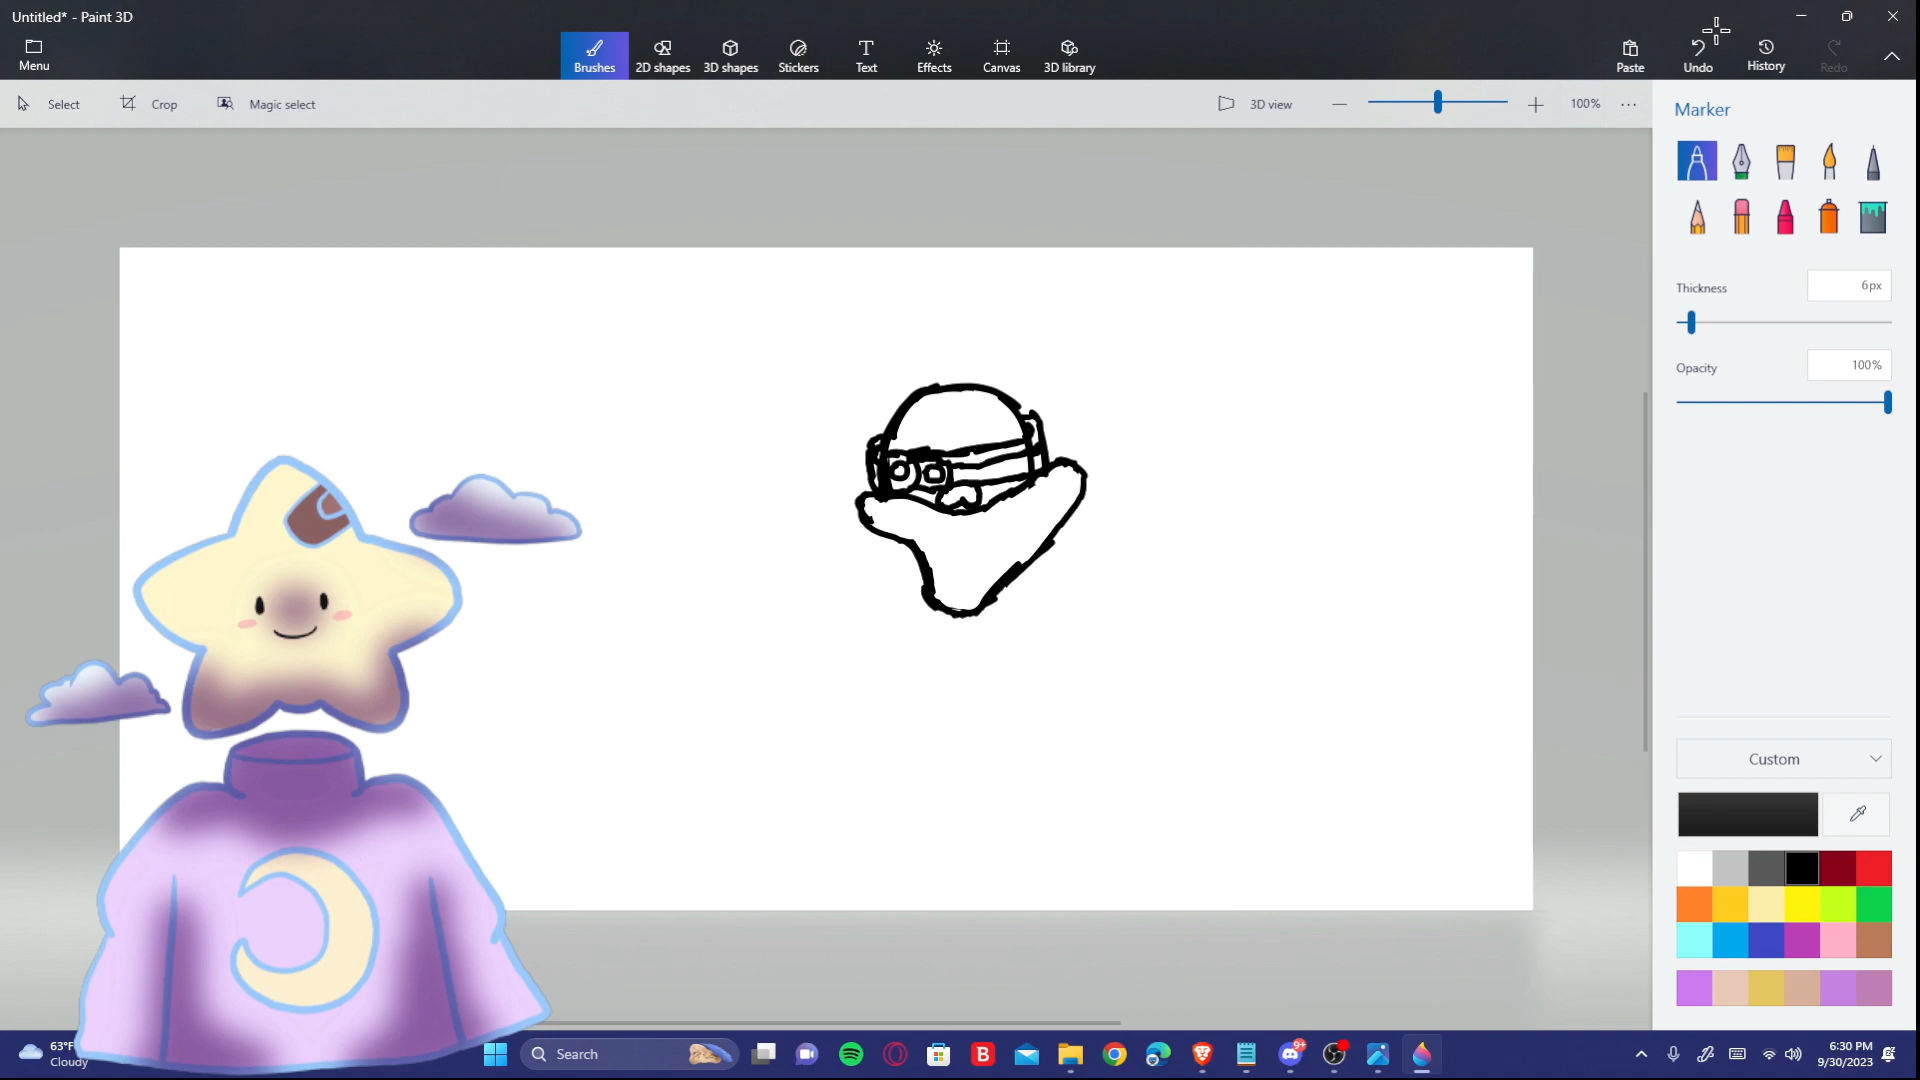 Untitled* - Paint 3D
Menu
Brushes
2D shapes
3D shapes
Stickers
Text
Effects
Canvas
3D library
Paste
Undo
History
Redo
Select
Crop
Magic select
3D view
100%
Marker
Thickness
6px
Opacity
100%
Custom
63°F
Cloudy
Search
B
9+
6:30 PM
9/30/2023